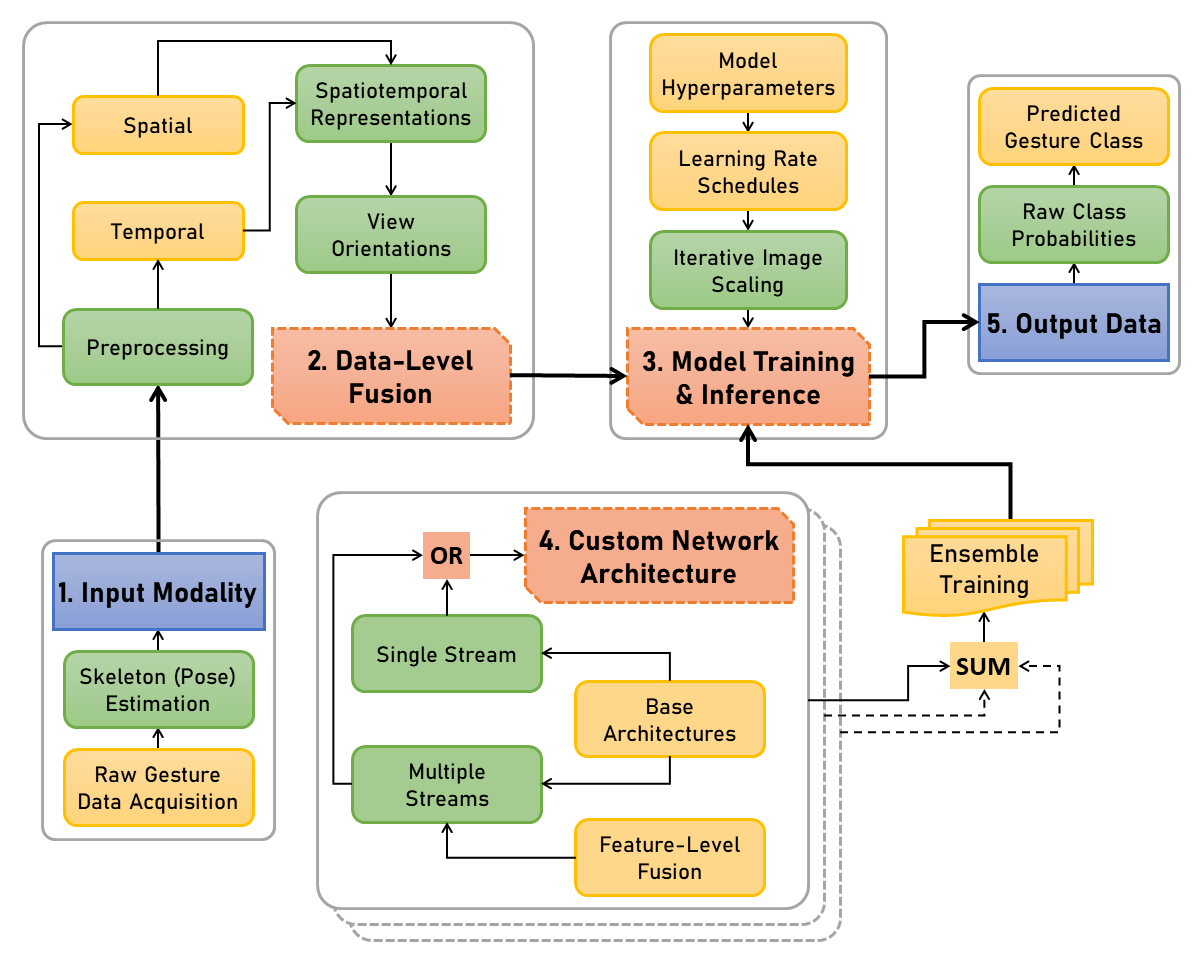 Spatial
Temporal
Preprocessing
Spatiotemporal
Representations
View
Orientations
2. Data-Level
Fusion
Model
Hyperparameters
Learning Rate
Schedules
Iterative Image
Scaling
3. Model Training
& Inference
Predicted
Gesture Class
Raw Class
Probabilities
5. Output Data
1. Input Modality
Skeleton (Pose)
Estimation
Raw Gesture
Data Acquisition
OR
4. Custom Network
Architecture
Single Stream
Base
Architectures
Multiple
Streams
Feature-Level
Fusion
Ensemble
Training
SUM